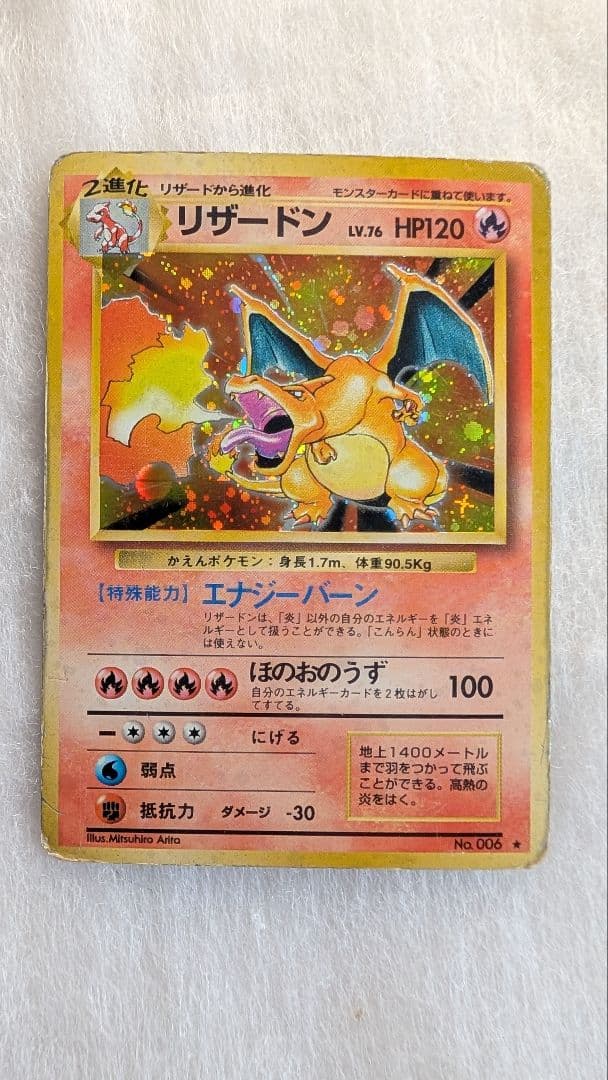 2進化 リザードから進化 モンスターカードに重ねて使います。
リザードン LV.76 HP120
かえんポケモン：身長1.7m、体重90.5Kg
【特殊能力】エナジーバーン
リザードンは、「炎」以外の自分のエネルギーを「炎」エネ
ルギーとして扱うことができる。「こんらん」状態のときに
は使えない。
ほのおのうず 100
自分のエネルギーカードを2枚はがし
てすてる。
にげる
弱点
抵抗力 ダメージ -30
地上1400メートル
まで羽をつかって飛ぶ
ことができる。高熱の
炎をはく。
Illus.Mitsuhiro Arita No. 006 ★